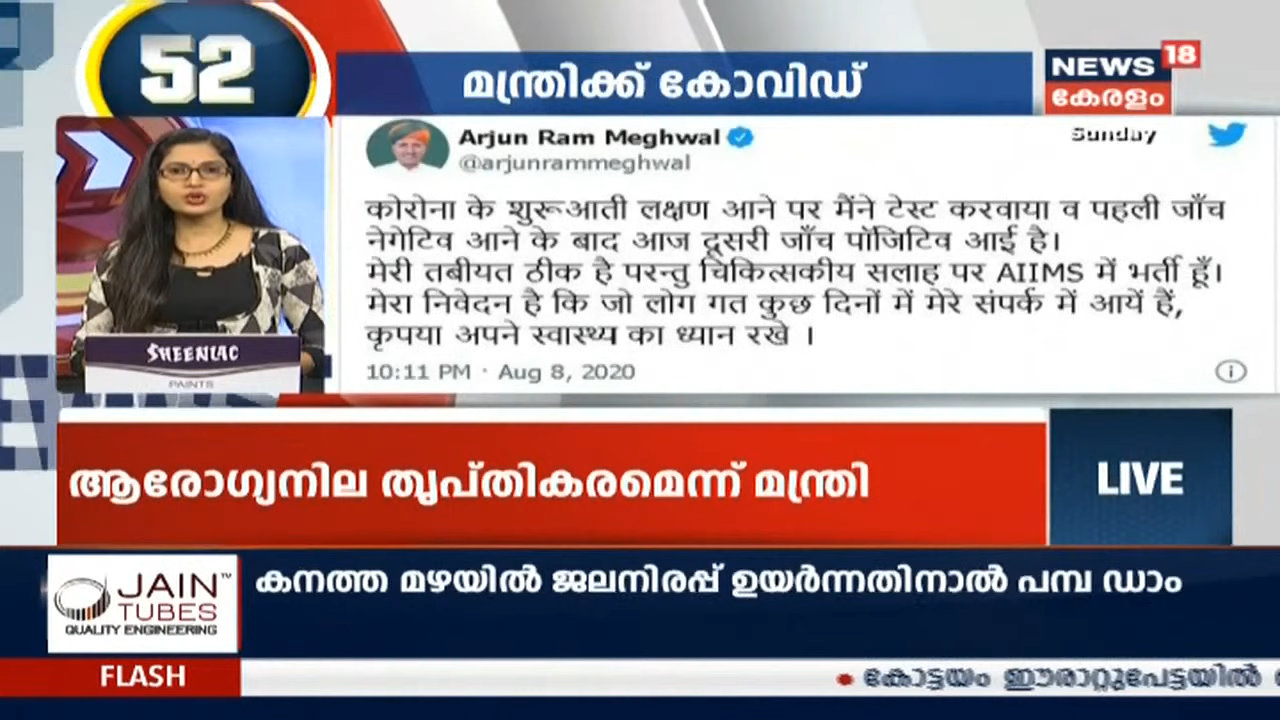 52
മന്ത്രിക്ക് കോവിഡ്
NEWS 18
കേരളം
Sunday
Arjun Ram Meghwal
@arjunrammeghwal
कोरोना के शुरूआती लक्षण आने पर मैंने टेस्ट करवाया व पहली जाँच
नेगेटिव आने के बाद आज दूसरी जाँच पॉजिटिव आई है।
मेरी तबीयत ठीक है परन्तु चिकित्सकीय सलाह पर AIIMS में भर्ती हूँ।
मेरा निवेदन है कि जो लोग गत कुछ दिनों में मेरे संपर्क में आयें हैं,
कृपया अपने स्वास्थ्य का ध्यान रखे ।
10:11 PM · Aug 8, 2020
SHEENLAC
PAINTS
ആരോഗ്യനില തൃപ്തികരമെന്ന് മന്ത്രി
LIVE
JAIN™
TUBES
QUALITY ENGINEERING
കനത്ത മഴയിൽ ജലനിരപ്പ് ഉയർന്നതിനാൽ പമ്പ ഡാം
FLASH
കോട്ടയം ഈരാറ്റുപേട്ടയിൽ